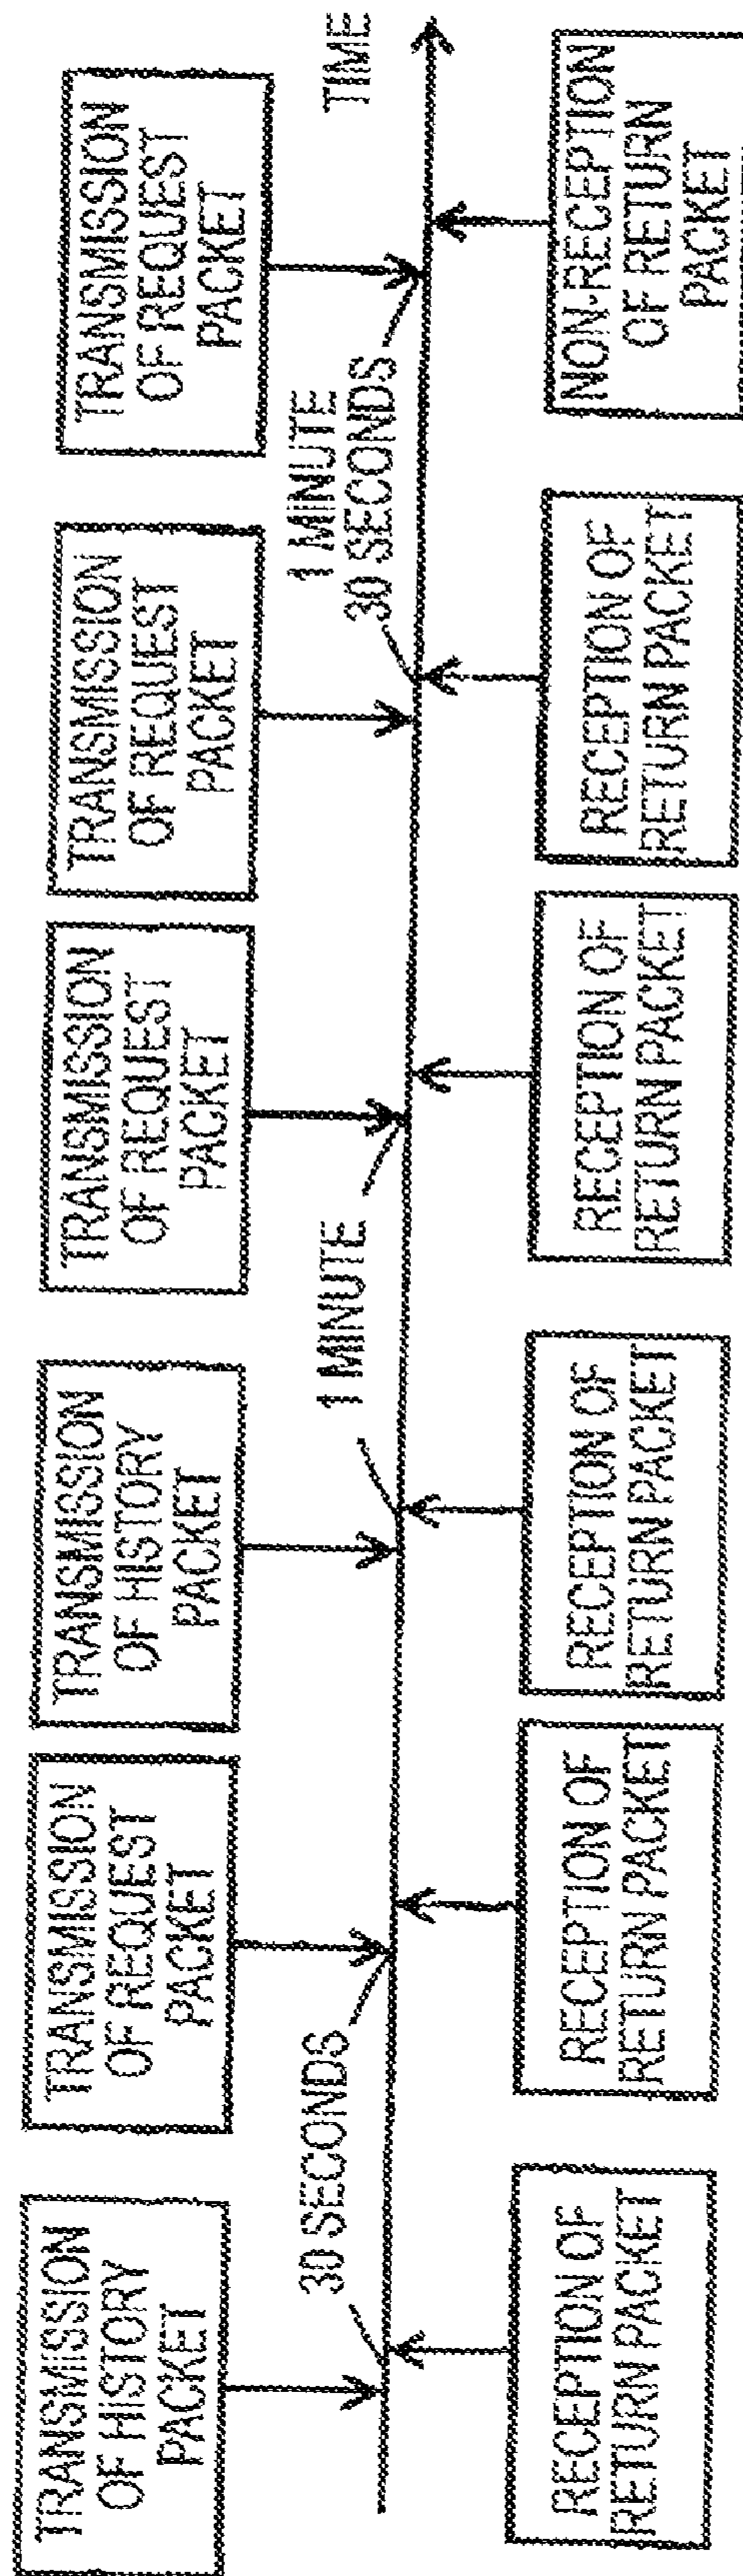 TRANSMISSION
OF HISTORY
PACKET
TRANSMISSION
OF REQUEST
PACKET
TRANSMISSION
OF HISTORY
PACKET
TRANSMISSION
OF REQUEST
PACKET
TRANSMISSION
OF REQUEST
PACKET
TRANSMISSION
OF REQUEST
PACKET
30 SECONDS
1 MINUTE
1 MINUTE
30 SECONDS
TIME
RECEPTION OF
RETURN PACKET
RECEPTION OF
RETURN PACKET
RECEPTION OF
RETURN PACKET
RECEPTION OF
RETURN PACKET
RECEPTION OF
RETURN PACKET
NON-RECEPTION
OF RETURN
PACKET